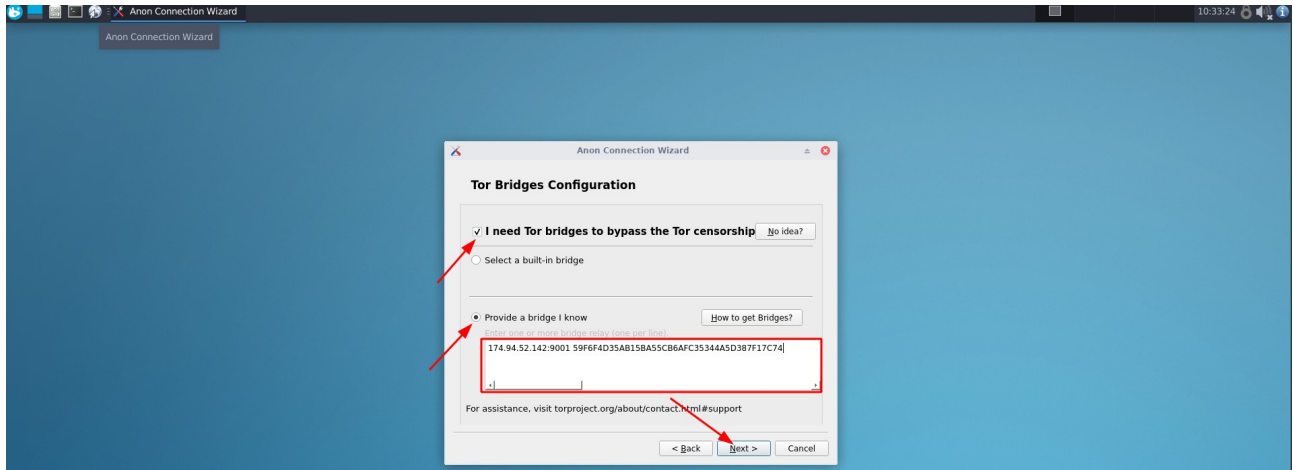 Anon Connection Wizard
10:33:24
Anon Connection Wizard
Anon Connection Wizard
Tor Bridges Configuration
I need Tor bridges to bypass the Tor censorship No idea?
Select a built-in bridge
Provide a bridge I know How to get Bridges?
Enter one or more bridge relay (one per line).
174.94.52.142:9001 59F6F4D35AB15BA55CB6AFC35344A5D387F17C74
For assistance, visit torproject.org/about/contact.html#support
< Back Next > Cancel